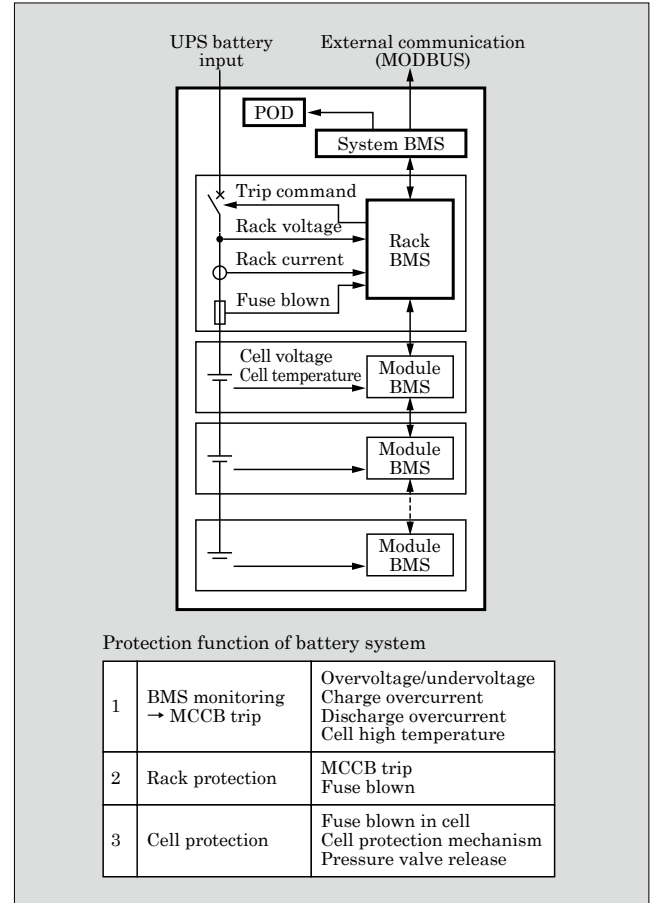 UPS battery
input
External communication
(MODBUS)
POD
System BMS
Trip command
Rack voltage
Rack current
Fuse blown
Rack
BMS
Cell voltage
Cell temperature
Module
BMS
Module
BMS
Module
BMS
Protection function of battery system
1
BMS monitoring
→ MCCB trip
Overvoltage/undervoltage
Charge overcurrent
Discharge overcurrent
Cell high temperature
2
Rack protection
MCCB trip
Fuse blown
3
Cell protection
Fuse blown in cell
Cell protection mechanism
Pressure valve release